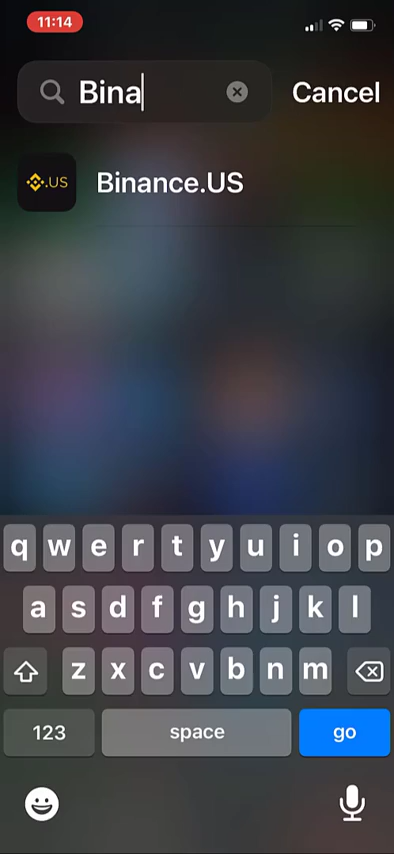 11:14
Bina
Cancel
.US
Binance.US
q w e r t y u i o p
a s d f g h j k l
z x c v b n m
123 space go